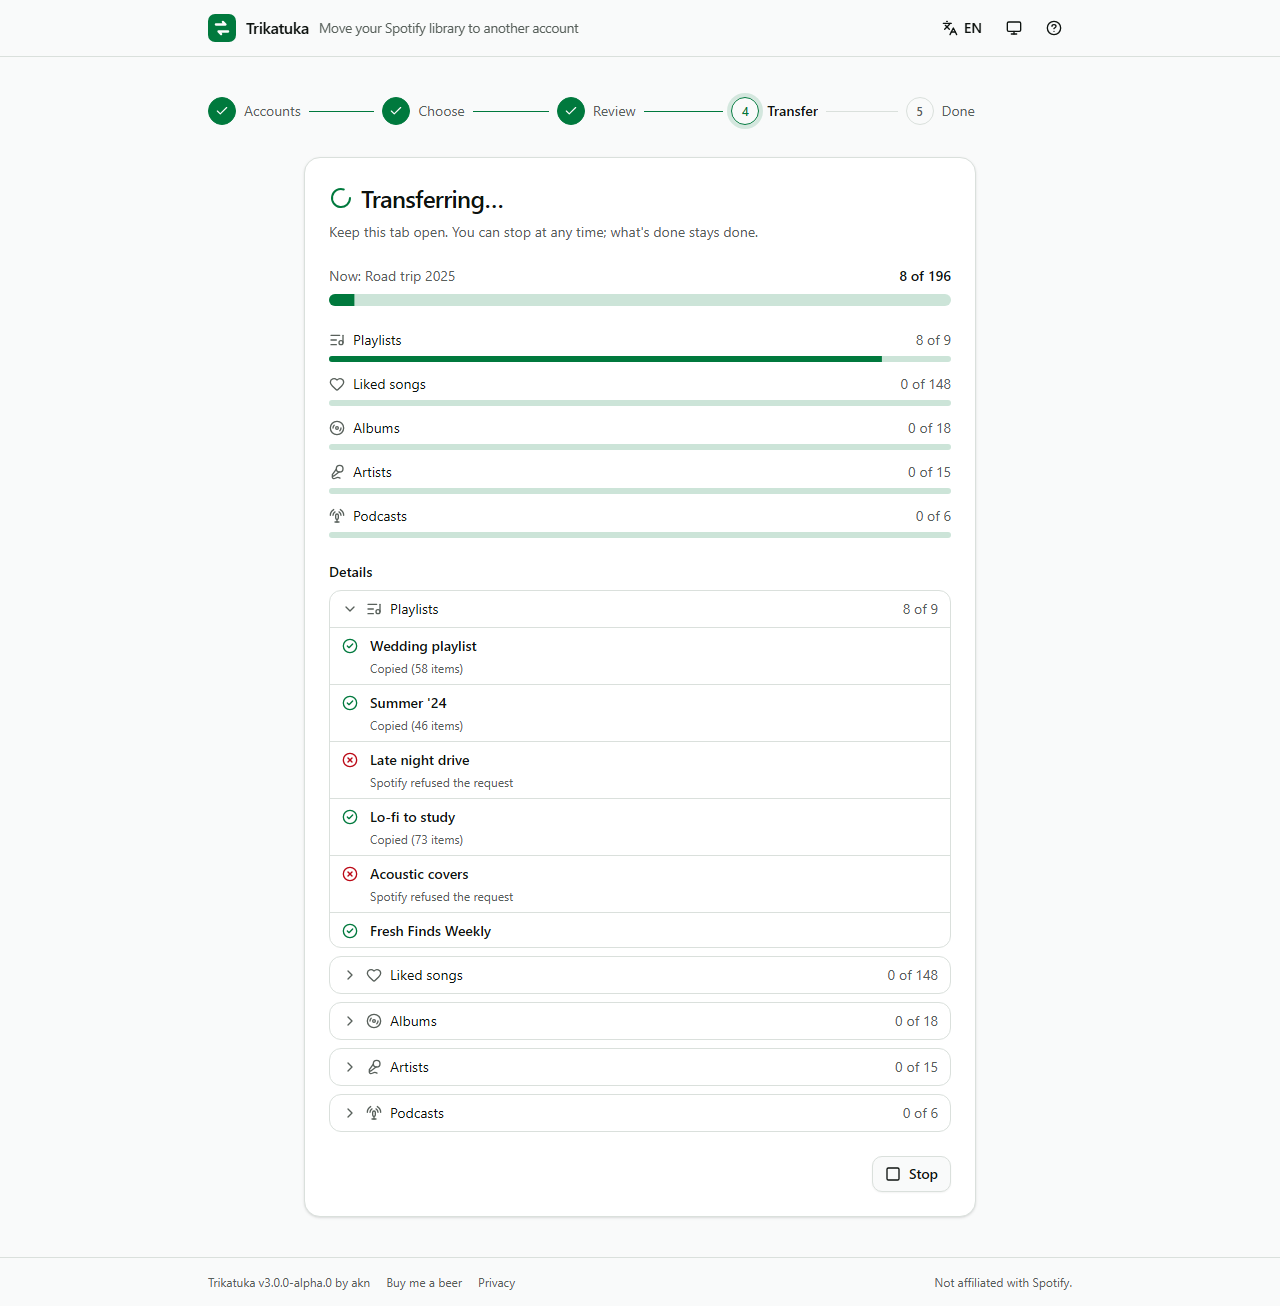 Trikatuka Move your Spotify library to another account EN
Accounts Choose Review 4 Transfer 5 Done
Transferring...
Keep this tab open. You can stop at any time; what's done stays done.
Now: Road trip 2025 8 of 196
Playlists 8 of 9
Liked songs 0 of 148
Albums 0 of 18
Artists 0 of 15
Podcasts 0 of 6
Details
Playlists 8 of 9
Wedding playlist
Copied (58 items)
Summer '24
Copied (46 items)
Late night drive
Spotify refused the request
Lo-fi to study
Copied (73 items)
Acoustic covers
Spotify refused the request
Fresh Finds Weekly
Liked songs 0 of 148
Albums 0 of 18
Artists 0 of 15
Podcasts 0 of 6
Stop
Trikatuka v3.0.0-alpha.0 by akn Buy me a beer Privacy Not affiliated with Spotify.